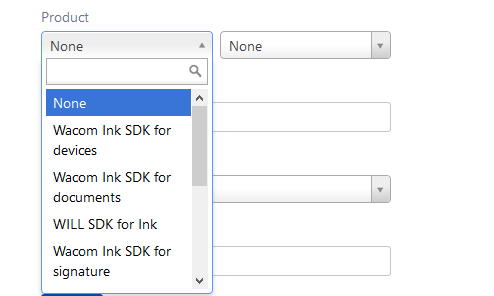 Product
None
None
None
Wacom Ink SDK for
devices
Wacom Ink SDK for
documents
WILL SDK for Ink
Wacom Ink SDK for
signature